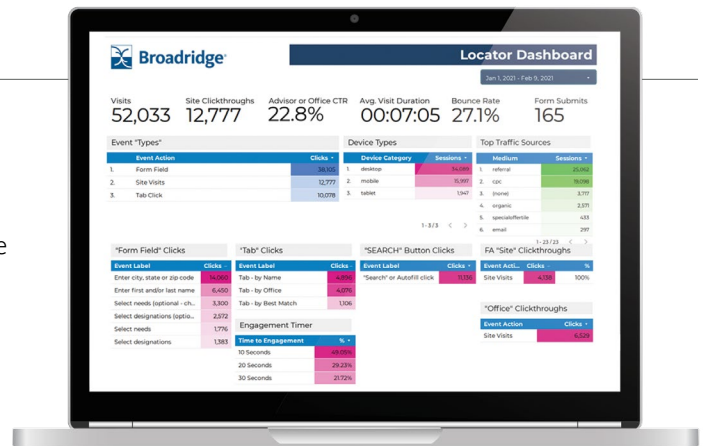 Broadridge
Locator Dashboard
Jan 1, 2021 - Feb 9, 2021
Visits
52,033
Site Clickthroughs
12,777
Advisor or Office CTR
22.8%
Avg. Visit Duration
00:07:05
Bounce Rate
27.1%
Form Submits
165
Event "Types"
Event Action Clicks
1. Form Field 38,105
2. Site Visits 12,777
3. Tab Click 10,078
Device Types
Device Category Sessions
1. desktop
2. mobile 15,997
3. tablet 1,947
1-3/3 < >
Top Traffic Sources
Medium Sessions
1. referral 25,962
2. cpc 19,098
3. (none) 3,717
4. organic 2,571
5. specialoffertile 433
6. email 297
1-23/23 < >
"Form Field" Clicks
Event Label Clicks
Enter city, state or zip code
Enter first and/or last name 6,450
Select needs (optional - ch...
3,300
Select designations (optio...
2,572
Select needs 1,776
Select designations 1,383
"Tab" Clicks
Event Label Clicks
Tab - by Name 4,896
Tab - by Office 4,076
Tab - by Best Match 1,106
Engagement Timer
Time to Engagement %
10 Seconds 49.05%
20 Seconds 29.23%
30 Seconds 21.72%
"SEARCH" Button Clicks
Event Label Clicks
"Search" or Autofill click 11,136
FA "Site" Clickthroughs
Event Acti... Clicks %
Site Visits 4,139 100%
"Office" Clickthroughs
Event Action Clicks
Site Visits 6,529
e